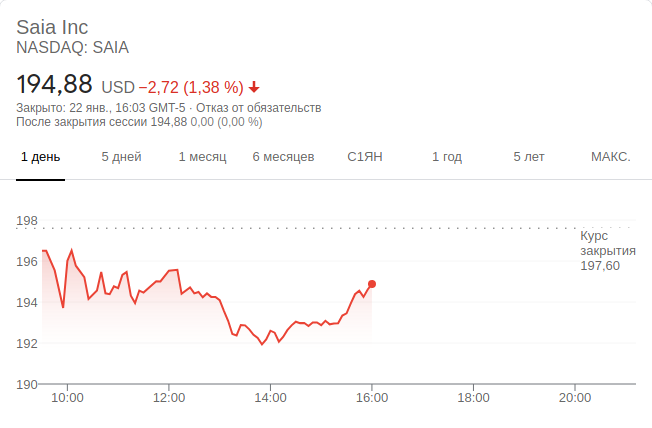 Saia Inc
NASDAQ: SAIA
194,88 USD −2,72 (1,38 %)
Закрыто: 22 янв., 16:03 GMT-5 · Отказ от обязательств
После закрытия сессии 194,88 0,00 (0,00 %)
1 день 5 дней 1 месяц 6 месяцев С1ЯН 1 год 5 лет МАКС.
198
Курс
закрытия
197,60
196
194
192
190
10:00 12:00 14:00 16:00 18:00 20:00